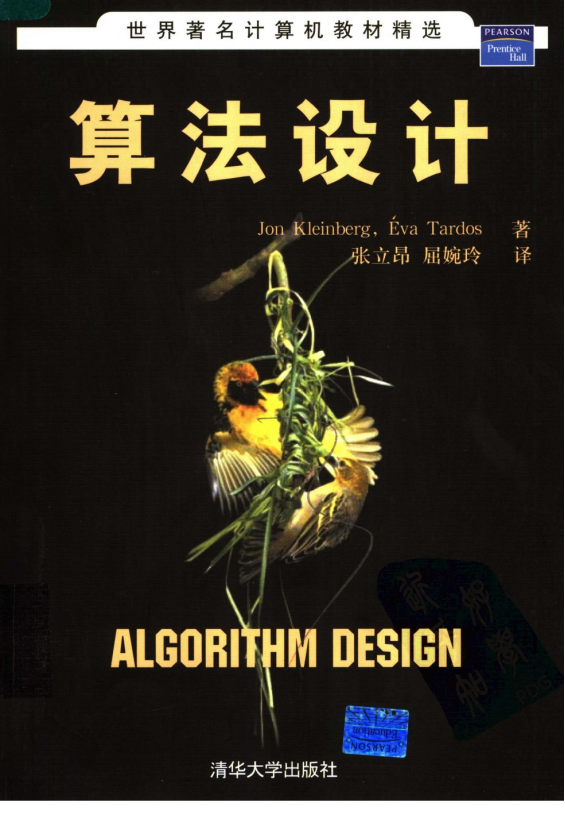 世界著名计算机教材精选
PEARSON
Prentice
Hall
算法设计
Jon Kleinberg, Éva Tardos 著
张立昂 屈婉玲 译
ALGORITHM DESIGN
PEARSON
Education
清华大学出版社